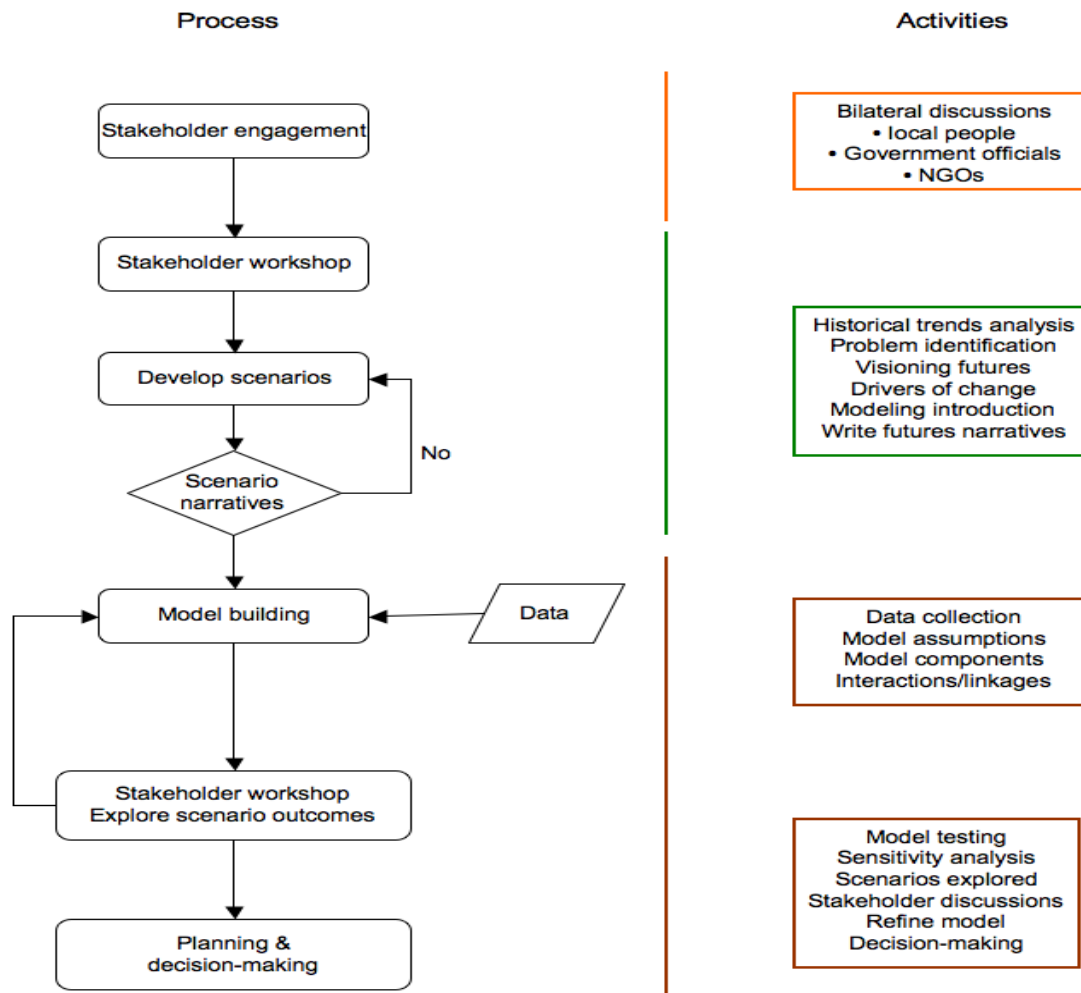 Process
Activities
Stakeholder engagement
Bilateral discussions
• local people
• Government officials
• NGOs
Stakeholder workshop
Develop scenarios
No
Scenario
narratives
Historical trends analysis
Problem identification
Visioning futures
Drivers of change
Modeling introduction
Write futures narratives
Model building
Data
Data collection
Model assumptions
Model components
Interactions/linkages
Stakeholder workshop
Explore scenario outcomes
Planning &
decision-making
Model testing
Sensitivity analysis
Scenarios explored
Stakeholder discussions
Refine model
Decision-making